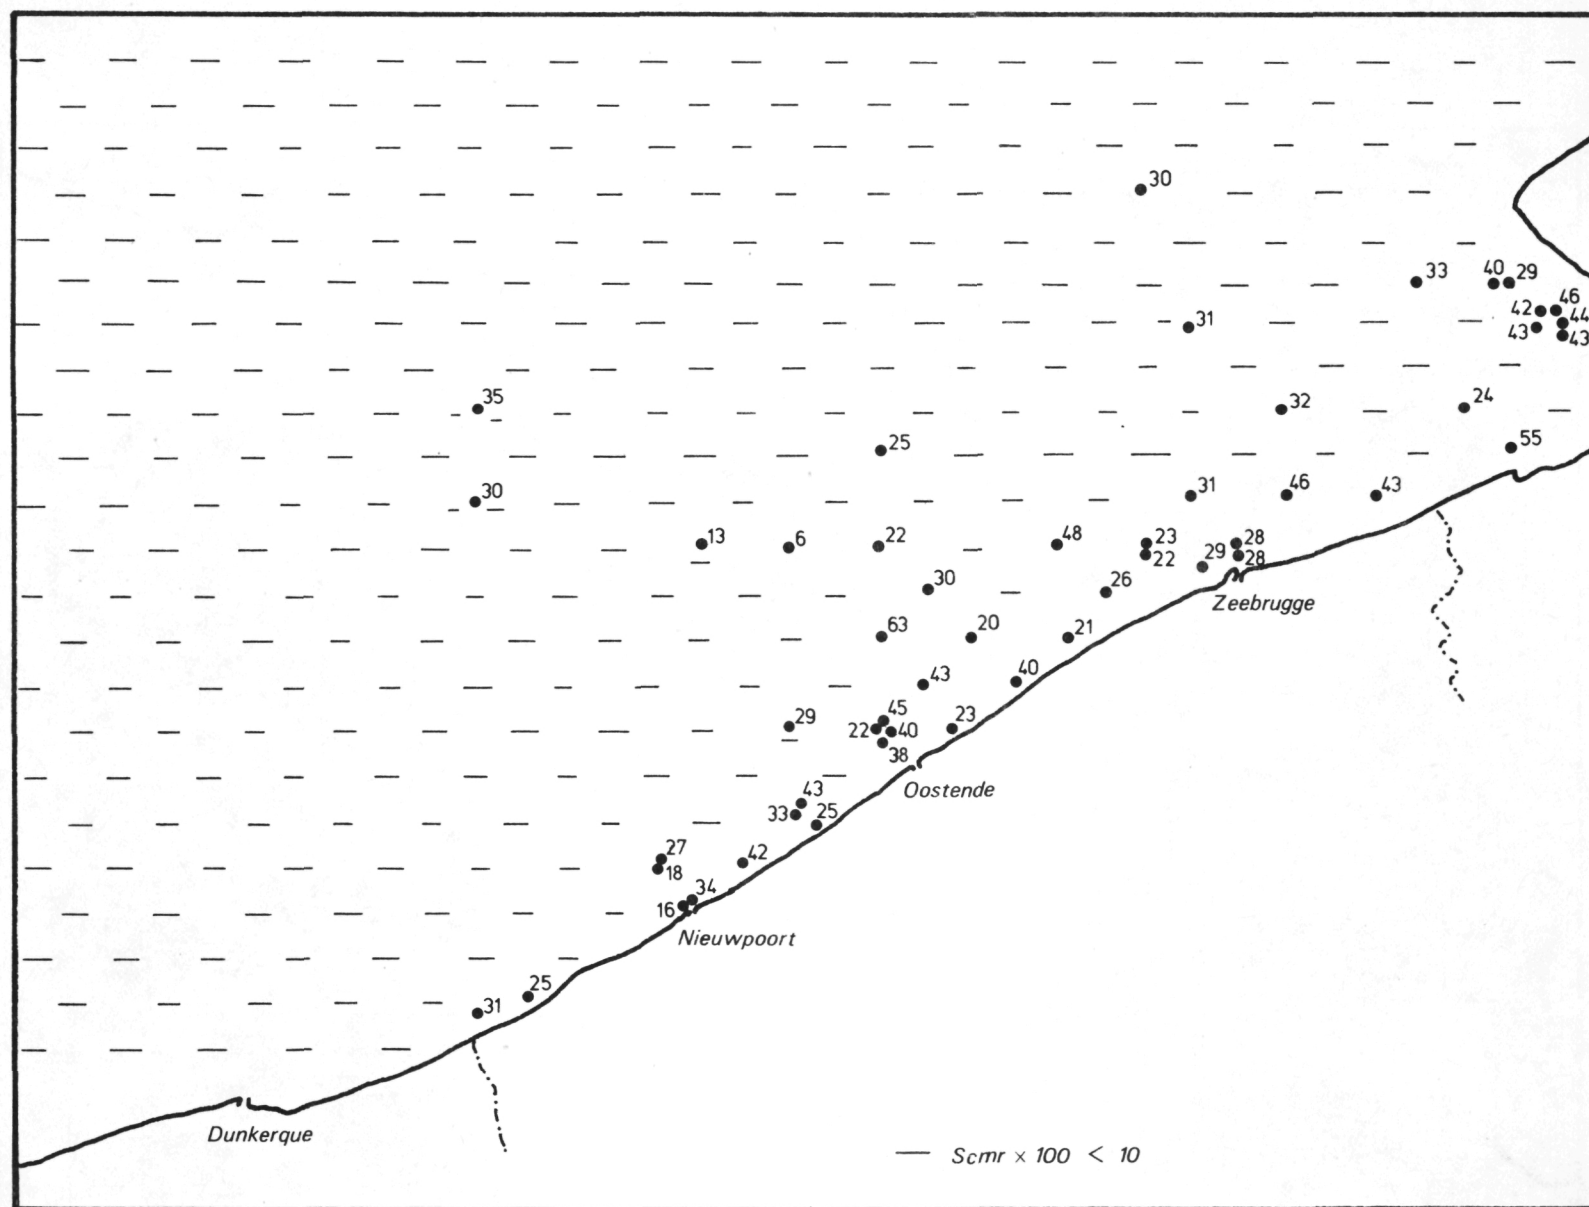 30
33 40 29
42 46
31 44
43 43
35 32 24
25 55
30 31 46 43
13 6 22 48 23 28
22 29 28
30 26
Zeebrugge
63 20 21
43 40
45
29 22 40 23
38
Oostende
43
33 25
27 42
18
34
16
Nieuwpoort
25
31
Dunkerque
— Scmr × 100 < 10